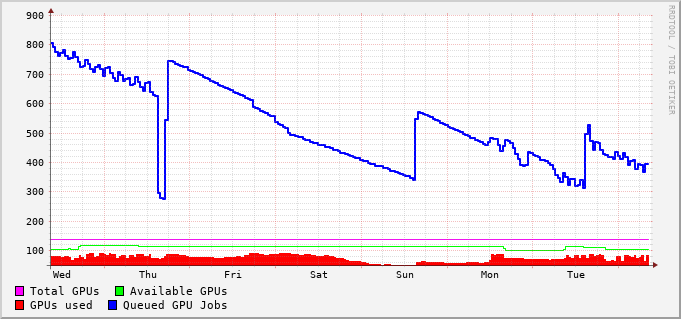 900
800
700
600
500
400
300
200
100
Wed Thu Fri Sat Sun Mon Tue
Total GPUs Available GPUs
GPUs used Queued GPU Jobs
RRDTOOL / TOBI OETIKER